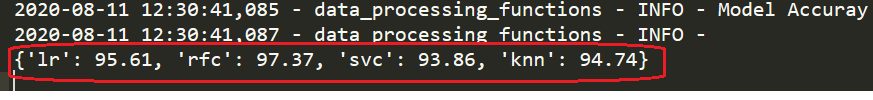 2020-08-11 12:30:41,085 - data_processing_functions - INFO - Model Accuray
2020-08-11 12:30:41,087 - data_processing_functions - INFO -
{'lr': 95.61, 'rfc': 97.37, 'svc': 93.86, 'knn': 94.74}